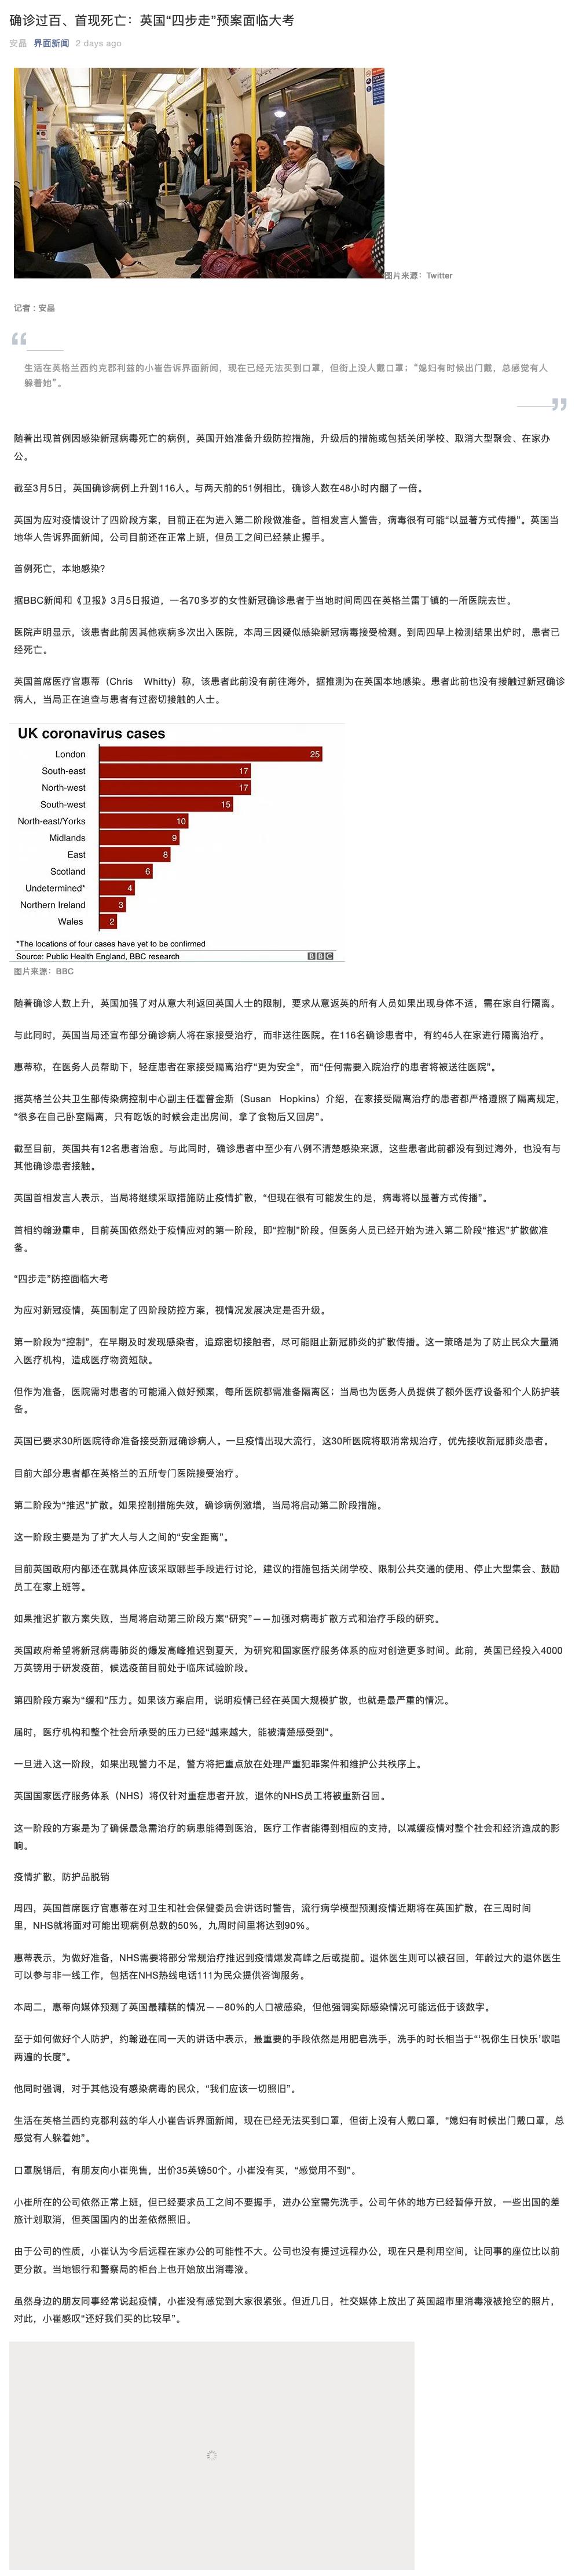 确诊过百、首现死亡：英国“四步走”预案面临大考
安晶 界面新闻 2 days ago
图片来源：Twitter
记者：安晶
生活在英格兰西约克郡利兹的小崔告诉界面新闻，现在已经无法买到口罩，但街上没人戴口罩；“媳妇有时候出门戴，总感觉有人
躲着她”。
随着出现首例因感染新冠病毒死亡的病例，英国开始准备升级防控措施，升级后的措施或包括关闭学校、取消大型聚会、在家办
公。
截至3月5日，英国确诊病例上升到116人。与两天前的51例相比，确诊人数在48小时内翻了一倍。
英国为应对疫情设计了四阶段方案，目前正在为进入第二阶段做准备。首相发言人警告，病毒很有可能“以显著方式传播”。英国当
地华人告诉界面新闻，公司目前还在正常上班，但员工之间已经禁止握手。
首例死亡，本地感染？
据BBC新闻和《卫报》3月5日报道，一名70多岁的女性新冠确诊患者于当地时间周四在英格兰雷丁镇的一所医院去世。
医院声明显示，该患者此前因其他疾病多次出入医院，本周三因疑似感染新冠病毒接受检测。到周四早上检测结果出炉时，患者已
经死亡。
英国首席医疗官惠蒂（Chris Whitty）称，该患者此前没有前往海外，据推测为在英国本地感染。患者此前也没有接触过新冠确诊
病人，当局正在追查与患者有过密切接触的人士。
UK coronavirus cases
London 25
South-east 17
North-west 17
South-west 15
North-east/Yorks 10
Midlands 9
East 8
Scotland 6
Undetermined* 4
Northern Ireland 3
Wales 2
*The locations of four cases have yet to be confirmed
Source: Public Health England, BBC research BBC
图片来源：BBC
随着确诊人数上升，英国加强了对从意大利返回英国人士的限制，要求从意返英的所有人员如果出现身体不适，需在家自行隔离。
与此同时，英国当局还宣布部分确诊病人将在家接受治疗，而非送往医院。在116名确诊患者中，有约45人在家进行隔离治疗。
惠蒂称，在医务人员帮助下，轻症患者在家接受隔离治疗“更为安全”，而“任何需要入院治疗的患者将被送往医院”。
据英格兰公共卫生部传染病控制中心副主任霍普金斯（Susan Hopkins）介绍，在家接受隔离治疗的患者都严格遵照了隔离规定，
“很多在自己卧室隔离，只有吃饭的时候会走出房间，拿了食物后又回房”。
截至目前，英国共有12名患者治愈。与此同时，确诊患者中至少有八例不清楚感染来源，这些患者此前都没有到过海外，也没有与
其他确诊患者接触。
英国首相发言人表示，当局将继续采取措施防止疫情扩散，“但现在很有可能发生的是，病毒将以显著方式传播”。
首相约翰逊重申，目前英国依然处于疫情应对的第一阶段，即“控制”阶段。但医务人员已经开始为进入第二阶段“推迟”扩散做准
备。
“四步走”防控面临大考
为应对新冠疫情，英国制定了四阶段防控方案，视情况发展决定是否升级。
第一阶段为“控制”，在早期及时发现感染者，追踪密切接触者，尽可能阻止新冠肺炎的扩散传播。这一策略是为了防止民众大量涌
入医疗机构，造成医疗物资短缺。
但作为准备，医院需对患者的可能涌入做好预案，每所医院都需准备隔离区；当局也为医务人员提供了额外医疗设备和个人防护装
备。
英国已要求30所医院待命准备接受新冠确诊病人。一旦疫情出现大流行，这30所医院将取消常规治疗，优先接收新冠肺炎患者。
目前大部分患者都在英格兰的五所专门医院接受治疗。
第二阶段为“推迟”扩散。如果控制措施失效，确诊病例激增，当局将启动第二阶段措施。
这一阶段主要是为了扩大人与人之间的“安全距离”。
目前英国政府内部还在就具体应该采取哪些手段进行讨论，建议的措施包括关闭学校、限制公共交通的使用、停止大型集会、鼓励
员工在家上班等。
如果推迟扩散方案失败，当局将启动第三阶段方案“研究”——加强对病毒扩散方式和治疗手段的研究。
英国政府希望将新冠病毒肺炎的爆发高峰推迟到夏天，为研究和国家医疗服务体系的应对创造更多时间。此前，英国已经投入4000
万英镑用于研发疫苗，候选疫苗目前处于临床试验阶段。
第四阶段方案为“缓和”压力。如果该方案启用，说明疫情已经在英国大规模扩散，也就是最严重的情况。
届时，医疗机构和整个社会所承受的压力已经“越来越大，能被清楚感受到”。
一旦进入这一阶段，如果出现警力不足，警方将把重点放在处理严重犯罪案件和维护公共秩序上。
英国国家医疗服务体系（NHS）将仅针对重症患者开放，退休的NHS员工将被重新召回。
这一阶段的方案是为了确保最急需治疗的病患能得到医治，医疗工作者能得到相应的支持，以减缓疫情对整个社会和经济造成的影
响。
疫情扩散，防护品脱销
周四，英国首席医疗官惠蒂在对卫生和社会保健委员会讲话时警告，流行病学模型预测疫情近期将在英国扩散，在三周时间
里，NHS就将面对可能出现病例总数的50%，九周时间里将达到90%。
惠蒂表示，为做好准备，NHS需要将部分常规治疗推迟到疫情爆发高峰之后或提前。退休医生则可以被召回，年龄过大的退休医生
可以参与非一线工作，包括在NHS热线电话111为民众提供咨询服务。
本周二，惠蒂向媒体预测了英国最糟糕的情况——80%的人口被感染，但他强调实际感染情况可能远低于该数字。
至于如何做好个人防护，约翰逊在同一天的讲话中表示，最重要的手段依然是用肥皂洗手，洗手的时长相当于“‘祝你生日快乐’歌唱
两遍的长度”。
他同时强调，对于其他没有感染病毒的民众，“我们应该一切照旧”。
生活在英格兰西约克郡利兹的华人小崔告诉界面新闻，现在已经无法买到口罩，但街上没有人戴口罩，“媳妇有时候出门戴口罩，总
感觉有人躲着她”。
口罩脱销后，有朋友向小崔兜售，出价35英镑50个。小崔没有买，“感觉用不到”。
小崔所在的公司依然正常上班，但已经要求员工之间不要握手，进办公室需先洗手。公司午休的地方已经暂停开放，一些出国的差
旅计划取消，但英国国内的出差依然照旧。
由于公司的性质，小崔认为今后远程在家办公的可能性不大。公司也没有提过远程办公，现在只是利用空间，让同事的座位比以前
更分散。当地银行和警察局的柜台上也开始放出消毒液。
虽然身边的朋友同事经常说起疫情，小崔没有感觉到大家很紧张。但近几日，社交媒体上放出了英国超市里消毒液被抢空的照片，
对此，小崔感叹“还好我们买的比较早”。